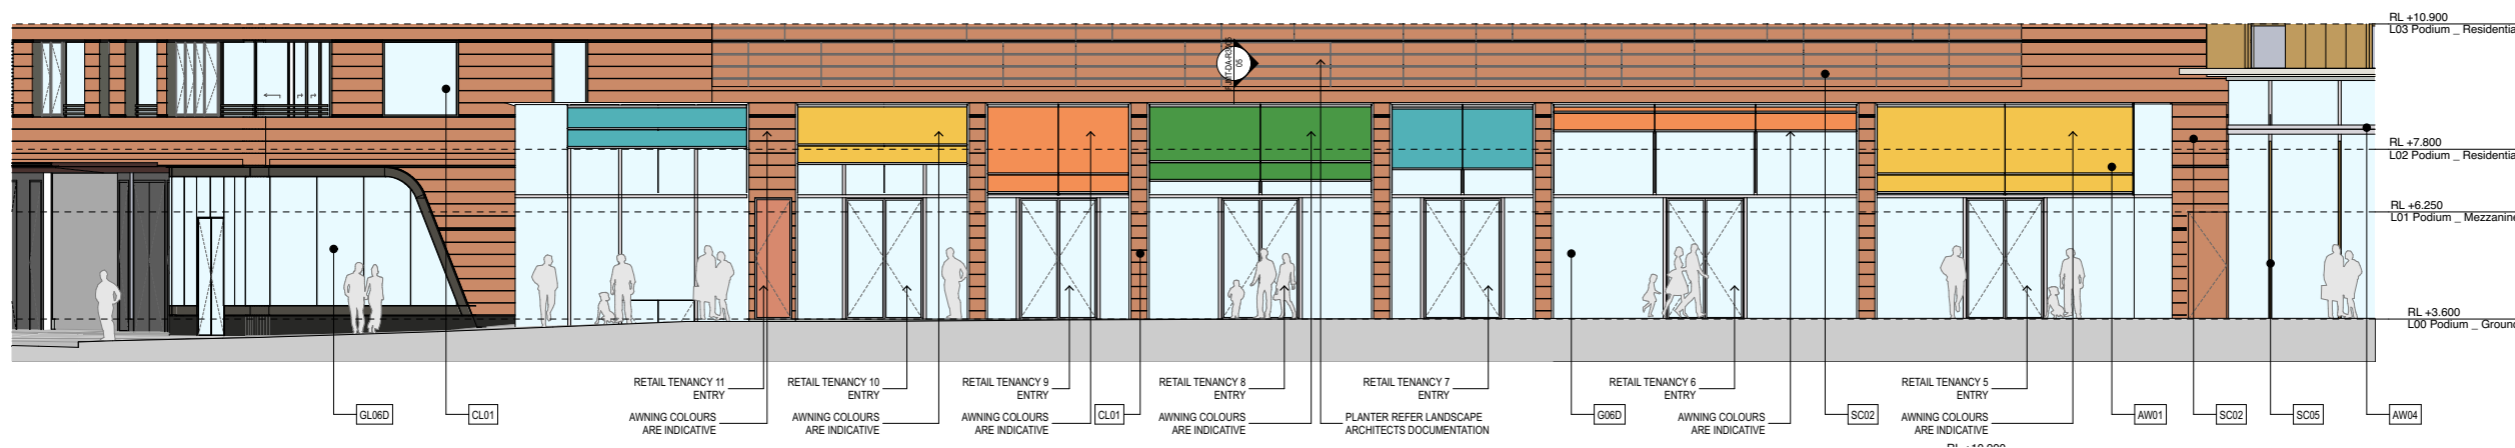 RL +10.900
L03 Podium _ Residentia
05
RL +7.800
L02 Podium _ Residentia
RL +6.250
L01 Podium _ Mezzanine
RL +3.600
L00 Podium _ Ground
GL06D
CL01
RETAIL TENANCY 11
ENTRY
AWNING COLOURS
ARE INDICATIVE
RETAIL TENANCY 10
ENTRY
AWNING COLOURS
ARE INDICATIVE
RETAIL TENANCY 9
ENTRY
AWNING COLOURS
ARE INDICATIVE
CL01
RETAIL TENANCY 8
ENTRY
AWNING COLOURS
ARE INDICATIVE
RETAIL TENANCY 7
ENTRY
PLANTER REFER LANDSCAPE
ARCHITECTS DOCUMENTATION
G06D
RETAIL TENANCY 6
ENTRY
AWNING COLOURS
ARE INDICATIVE
SC02
RETAIL TENANCY 5
ENTRY
AWNING COLOURS
ARE INDICATIVE
AW01
SC02
SC05
AW04